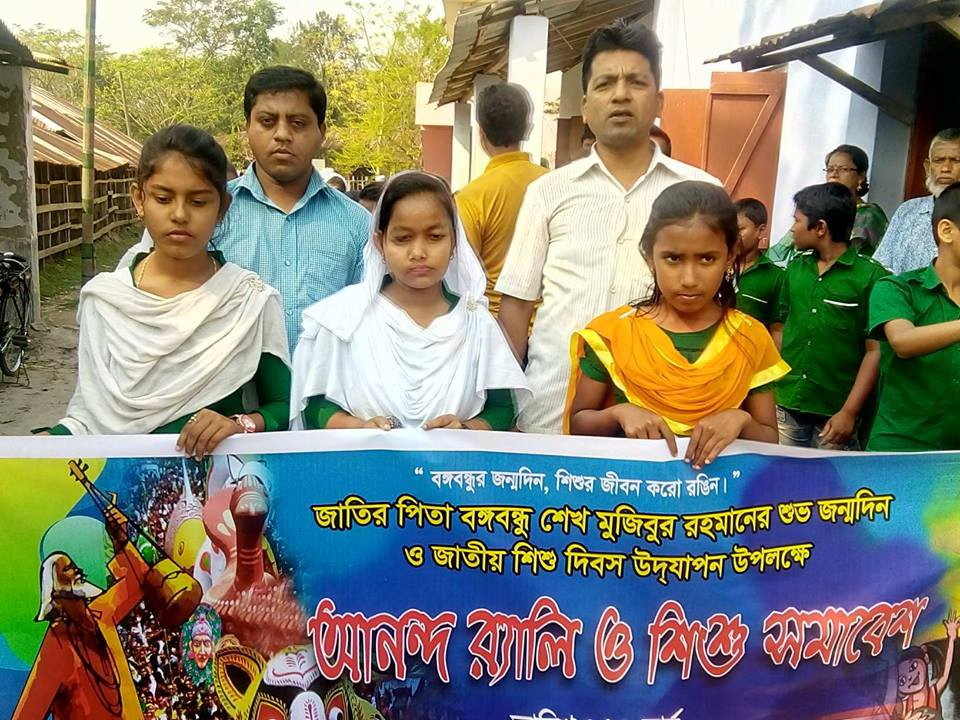 “ বঙ্গবন্ধুর জন্মদিন, শিশুর জীবন করো রঙিন। ”
জাতির পিতা বঙ্গবন্ধু শেখ মুজিবুর রহমানের শুভ জন্মদিন
ও জাতীয় শিশু দিবস উদ্‌যাপন উপলক্ষে
আনন্দ র‍্যালি ও শিশু সমাবেশ